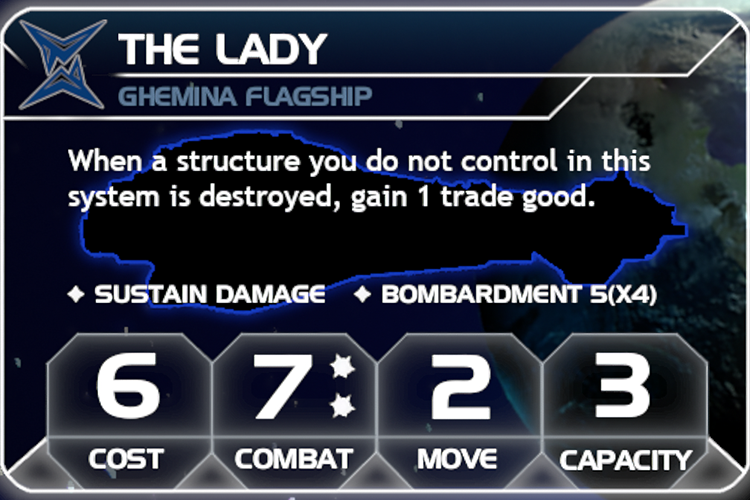 THE LADY
GHEMINA FLAGSHIP
When a structure you do not control in this
system is destroyed, gain 1 trade good.
SUSTAIN DAMAGE BOMBARDMENT 5(X4)
6 7 2 3
COST COMBAT MOVE CAPACITY